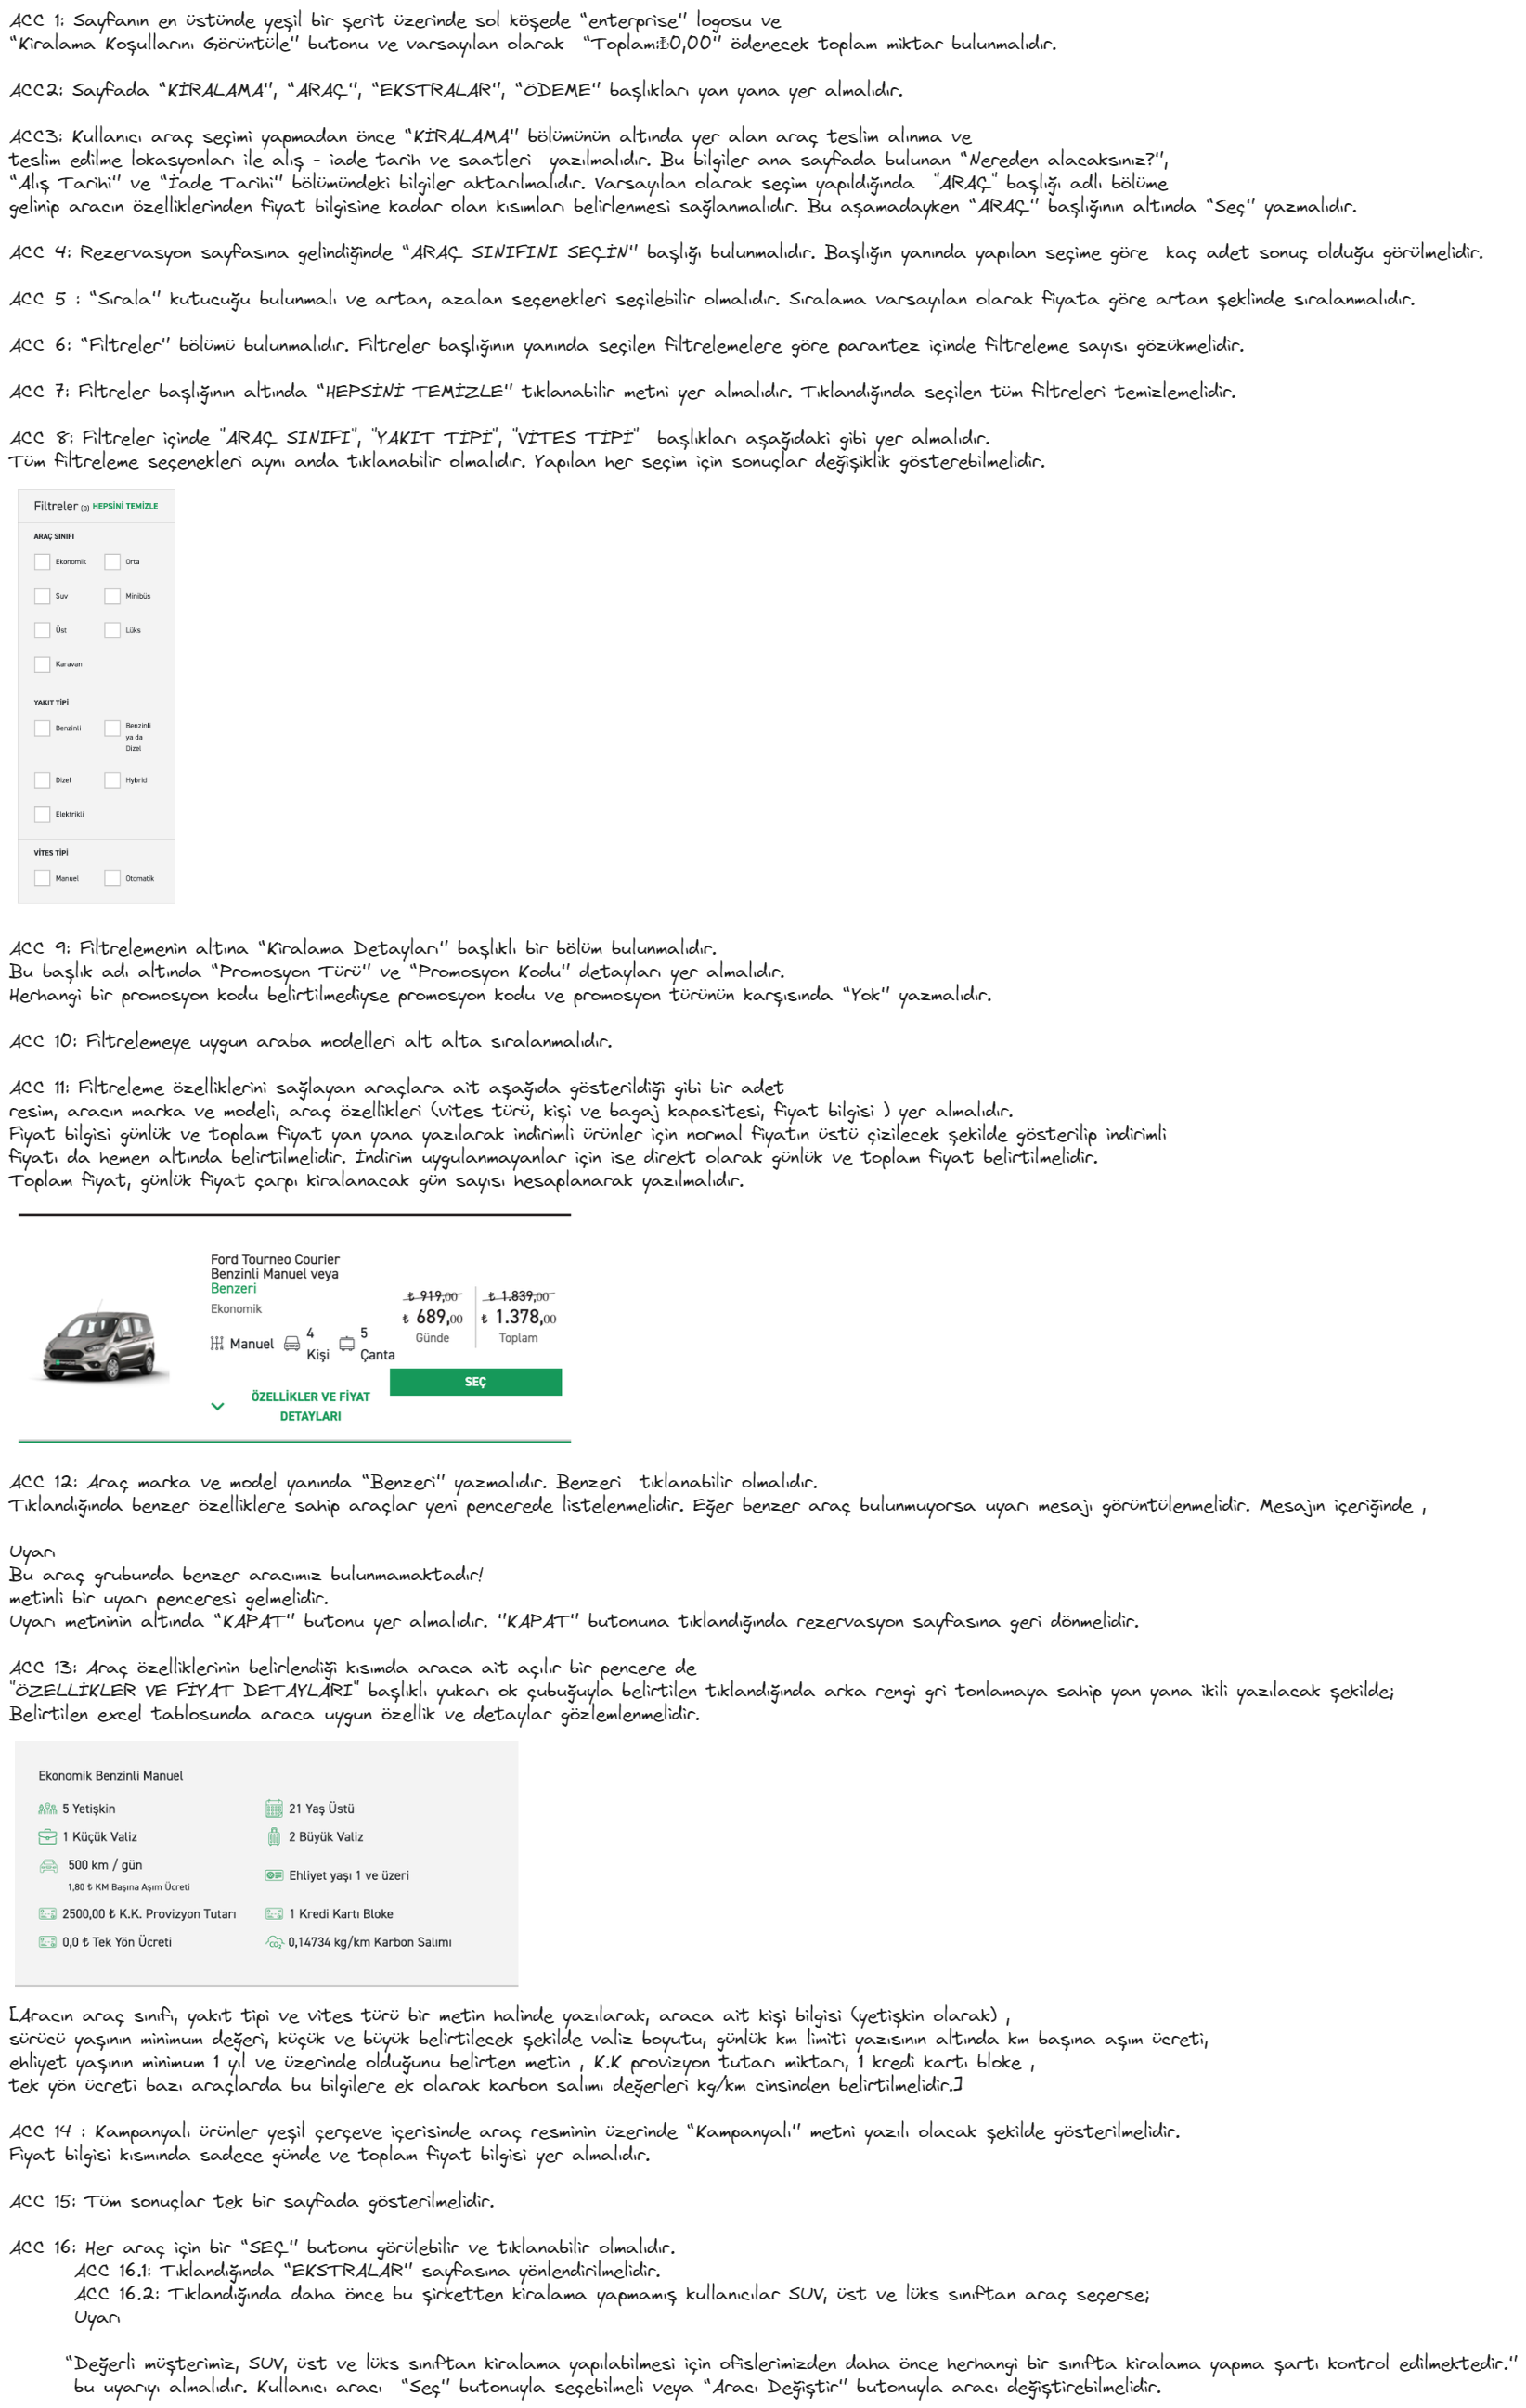 ACC 1: Sayfanın en üstünde yeşil bir şerit üzerinde sol köşede "enterprise" logosu ve
"Kiralama Koşullarını Görüntüle" butonu ve varsayılan olarak "Toplam:₺0,00" ödenecek toplam miktar bulunmalıdır.
ACC2: Sayfada "KİRALAMA", "ARAÇ", "EKSTRALAR", "ÖDEME" başlıkları yan yana yer almalıdır.
ACC3: Kullanıcı araç seçimi yapmadan önce "KİRALAMA" bölümünün altında yer alan araç teslim alınma ve
teslim edilme lokasyonları ile alış - iade tarih ve saatleri yazılmalıdır. Bu bilgiler ana sayfada bulunan "Nereden alacaksınız?",
"Alış Tarihi" ve "İade Tarihi" bölümündeki bilgiler aktarılmalıdır. Varsayılan olarak seçim yapıldığında "ARAÇ" başlığı adlı bölüme
gelinip aracın özelliklerinden fiyat bilgisine kadar olan kısımları belirlenmesi sağlanmalıdır. Bu aşamadayken "ARAÇ" başlığının altında "Seç" yazmalıdır.
ACC 4: Rezervasyon sayfasına gelindiğinde "ARAÇ SINIFINI SEÇİN" başlığı bulunmalıdır. Başlığın yanında yapılan seçime göre kaç adet sonuç olduğu görülmelidir.
ACC 5 : "Sırala" kutucuğu bulunmalı ve artan, azalan seçenekleri seçilebilir olmalıdır. Sıralama varsayılan olarak fiyata göre artan şeklinde sıralanmalıdır.
ACC 6: "Filtreler" bölümü bulunmalıdır. Filtreler başlığının yanında seçilen filtrelemelere göre parantez içinde filtreleme sayısı gözükmelidir.
ACC 7: Filtreler başlığının altında "HEPSİNİ TEMİZLE" tıklanabilir metni yer almalıdır. Tıklandığında seçilen tüm filtreleri temizlemelidir.
ACC 8: Filtreler içinde "ARAÇ SINIFI", "YAKIT TİPİ", "VİTES TİPİ" başlıkları aşağıdaki gibi yer almalıdır.
Tüm filtreleme seçenekleri aynı anda tıklanabilir olmalıdır. Yapılan her seçim için sonuçlar değişiklik gösterebilmelidir.
Filtreler (0) HEPSİNİ TEMİZLE
ARAÇ SINIFI
Ekonomik Orta
Suv Minibüs
Üst Lüks
Karavan
YAKIT TİPİ
Benzinli Benzinli
ya da
Dizel
Dizel Hybrid
Elektrikli
VİTES TİPİ
Manuel Otomatik
ACC 9: Filtrelemenin altına "Kiralama Detayları" başlıklı bir bölüm bulunmalıdır.
Bu başlık adı altında "Promosyon Türü" ve "Promosyon Kodu" detayları yer almalıdır.
Herhangi bir promosyon kodu belirtilmediyse promosyon kodu ve promosyon türünün karşısında "Yok" yazmalıdır.
ACC 10: Filtrelemeye uygun araba modelleri alt alta sıralanmalıdır.
ACC 11: Filtreleme özelliklerini sağlayan araçlara ait aşağıda gösterildiği gibi bir adet
resim, aracın marka ve modeli, araç özellikleri (vites türü, kişi ve bagaj kapasitesi, fiyat bilgisi ) yer almalıdır.
Fiyat bilgisi günlük ve toplam fiyat yan yana yazılarak indirimli ürünler için normal fiyatın üstü çizilecek şekilde gösterilip indirimli
fiyatı da hemen altında belirtilmelidir. İndirim uygulanmayanlar için ise direkt olarak günlük ve toplam fiyat belirtilmelidir.
Toplam fiyat, günlük fiyat çarpı kiralanacak gün sayısı hesaplanarak yazılmalıdır.
Ford Tourneo Courier
Benzinli Manuel veya
Benzeri
Ekonomik
Manuel 4 Kişi 5 Çanta
₺ 919,00 ₺ 1.839,00
₺ 689,00 ₺ 1.378,00
Günde Toplam
SEÇ
ÖZELLİKLER VE FİYAT
DETAYLARI
ACC 12: Araç marka ve model yanında "Benzeri" yazmalıdır. Benzeri tıklanabilir olmalıdır.
Tıklandığında benzer özelliklere sahip araçlar yeni pencerede listelenmelidir. Eğer benzer araç bulunmuyorsa uyarı mesajı görüntülenmelidir. Mesajın içeriğinde ,
Uyarı
Bu araç grubunda benzer aracımız bulunmamaktadır!
metinli bir uyarı penceresi gelmelidir.
Uyarı metninin altında "KAPAT" butonu yer almalıdır. "KAPAT" butonuna tıklandığında rezervasyon sayfasına geri dönmelidir.
ACC 13: Araç özelliklerinin belirlendiği kısımda araca ait açılır bir pencere de
"ÖZELLİKLER VE FİYAT DETAYLARI" başlıklı yukarı ok çubuğuyla belirtilen tıklandığında arka rengi gri tonlamaya sahip yan yana ikili yazılacak şekilde;
Belirtilen excel tablosunda araca uygun özellik ve detaylar gözlemlenmelidir.
Ekonomik Benzinli Manuel
5 Yetişkin 21 Yaş Üstü
1 Küçük Valiz 2 Büyük Valiz
500 km / gün
1,80 ₺ KM Başına Aşım Ücreti
Ehliyet yaşı 1 ve üzeri
2500,00 ₺ K.K. Provizyon Tutarı 1 Kredi Kartı Bloke
0,0 ₺ Tek Yön Ücreti 0,14734 kg/km Karbon Salımı
[Aracın araç sınıfı, yakıt tipi ve vites türü bir metin halinde yazılarak, araca ait kişi bilgisi (yetişkin olarak) ,
sürücü yaşının minimum değeri, küçük ve büyük belirtilecek şekilde valiz boyutu, günlük km limiti yazısının altında km başına aşım ücreti,
ehliyet yaşının minimum 1 yıl ve üzerinde olduğunu belirten metin , K.K provizyon tutarı miktarı, 1 kredi kartı bloke ,
tek yön ücreti bazı araçlarda bu bilgilere ek olarak karbon salımı değerleri kg/km cinsinden belirtilmelidir.]
ACC 14 : Kampanyalı ürünler yeşil çerçeve içerisinde araç resminin üzerinde "Kampanyalı" metni yazılı olacak şekilde gösterilmelidir.
Fiyat bilgisi kısmında sadece günde ve toplam fiyat bilgisi yer almalıdır.
ACC 15: Tüm sonuçlar tek bir sayfada gösterilmelidir.
ACC 16: Her araç için bir "SEÇ" butonu görülebilir ve tıklanabilir olmalıdır.
ACC 16.1: Tıklandığında "EKSTRALAR" sayfasına yönlendirilmelidir.
ACC 16.2: Tıklandığında daha önce bu şirketten kiralama yapmamış kullanıcılar SUV, üst ve lüks sınıftan araç seçerse;
Uyarı
"Değerli müşterimiz, SUV, üst ve lüks sınıftan kiralama yapılabilmesi için ofislerimizden daha önce herhangi bir sınıfta kiralama yapma şartı kontrol edilmektedir."
bu uyarıyı almalıdır. Kullanıcı aracı "Seç" butonuyla seçebilmeli veya "Aracı Değiştir" butonuyla aracı değiştirebilmelidir.